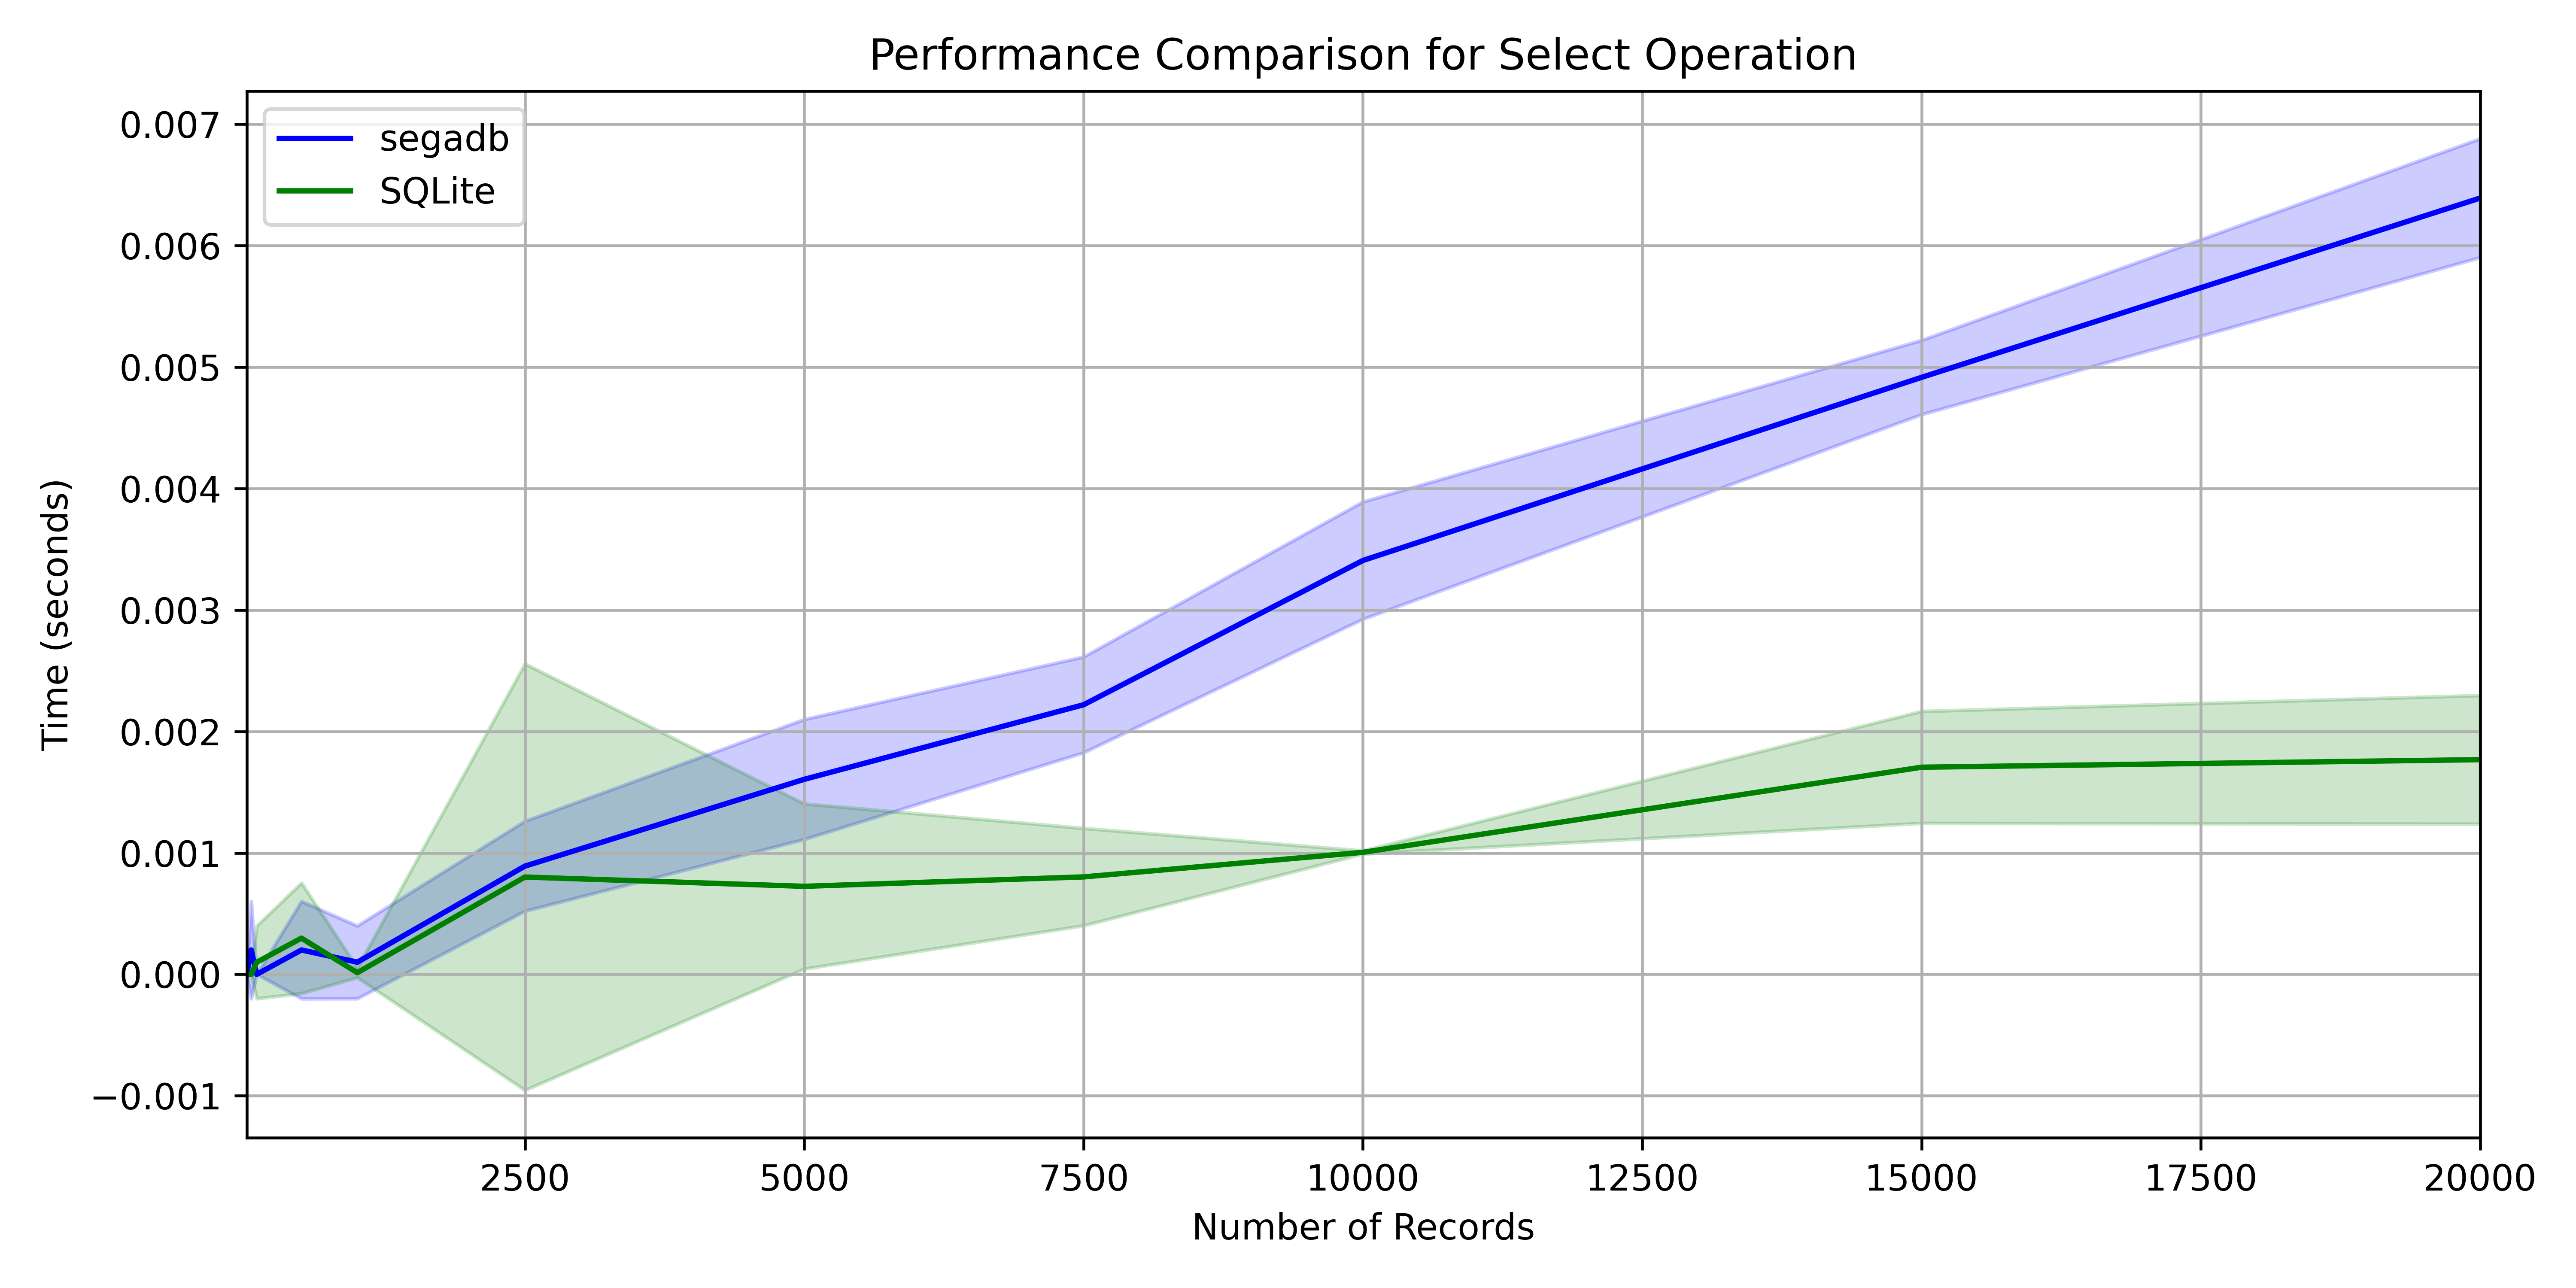 Performance Comparison for Select Operation
segadb
SQLite
0.007
0.006
0.005
0.004
0.003
0.002
0.001
0.000
−0.001
Time (seconds)
2500 5000 7500 10000 12500 15000 17500 20000
Number of Records